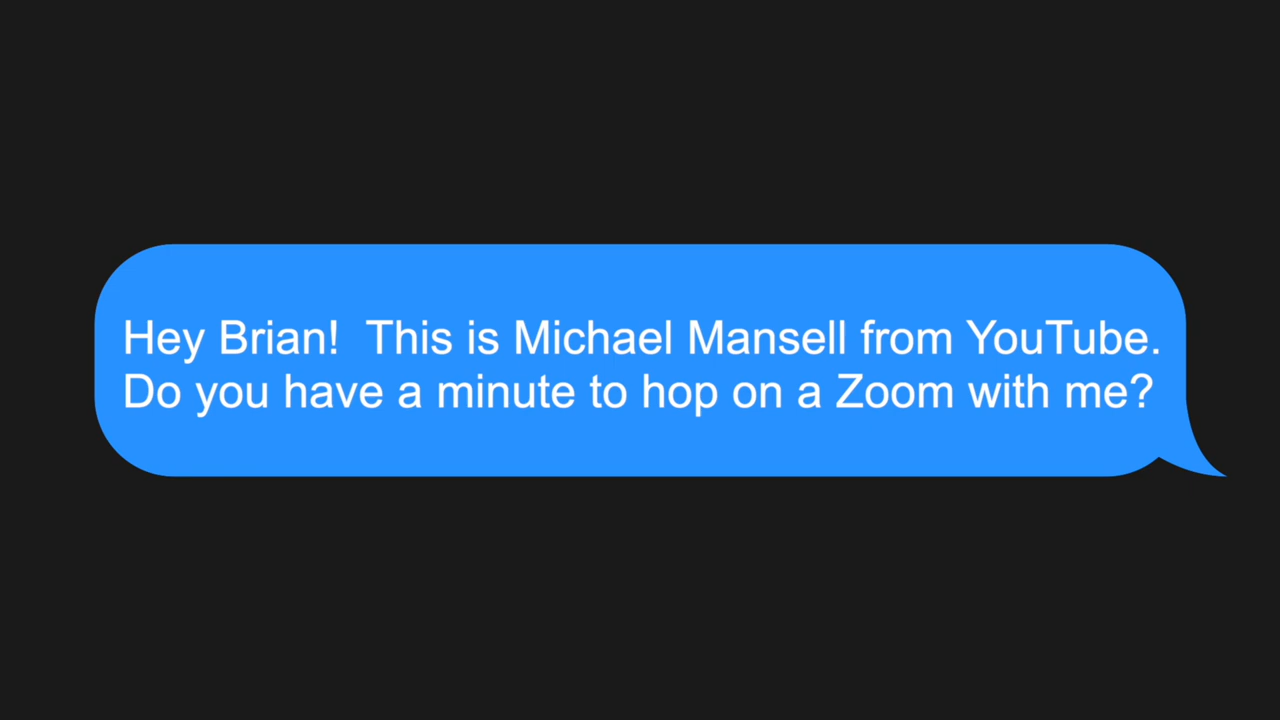 Hey Brian!  This is Michael Mansell from YouTube.
Do you have a minute to hop on a Zoom with me?